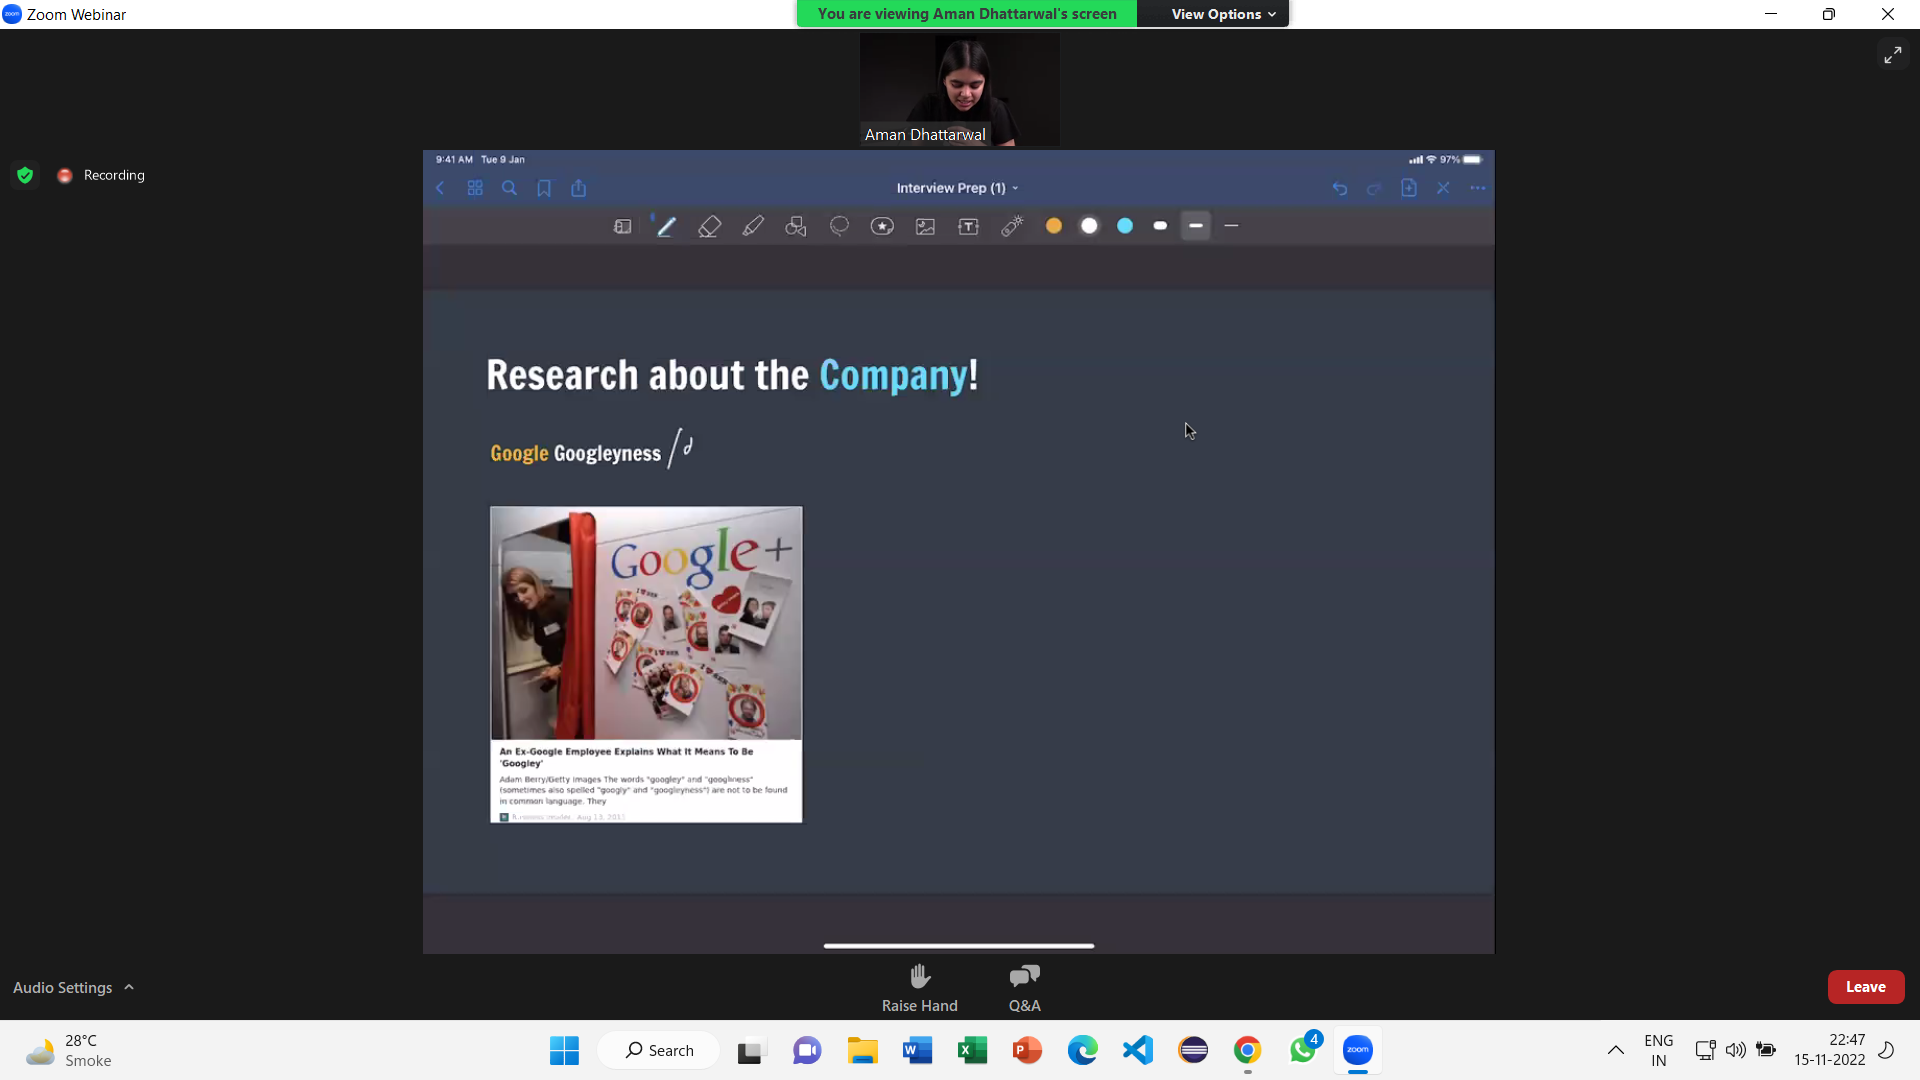 Zoom Webinar
You are viewing Aman Dhattarwal's screen View Options
Aman Dhattarwal
Recording
9:41 AM Tue 9 Jan 97%
Interview Prep (1)
Research about the Company!
Google Googleyness /
Google+
An Ex-Google Employee Explains What It Means To Be
'Googley'
Adam Berry/Getty Images The words "googley" and "googliness"
(sometimes also spelled "googly" and "googleyness") are not to be found
in common language. They
Audio Settings
Raise Hand
Q&A
Leave
28°C
Smoke
Search
4
zoom
ENG
IN
22:47
15-11-2022